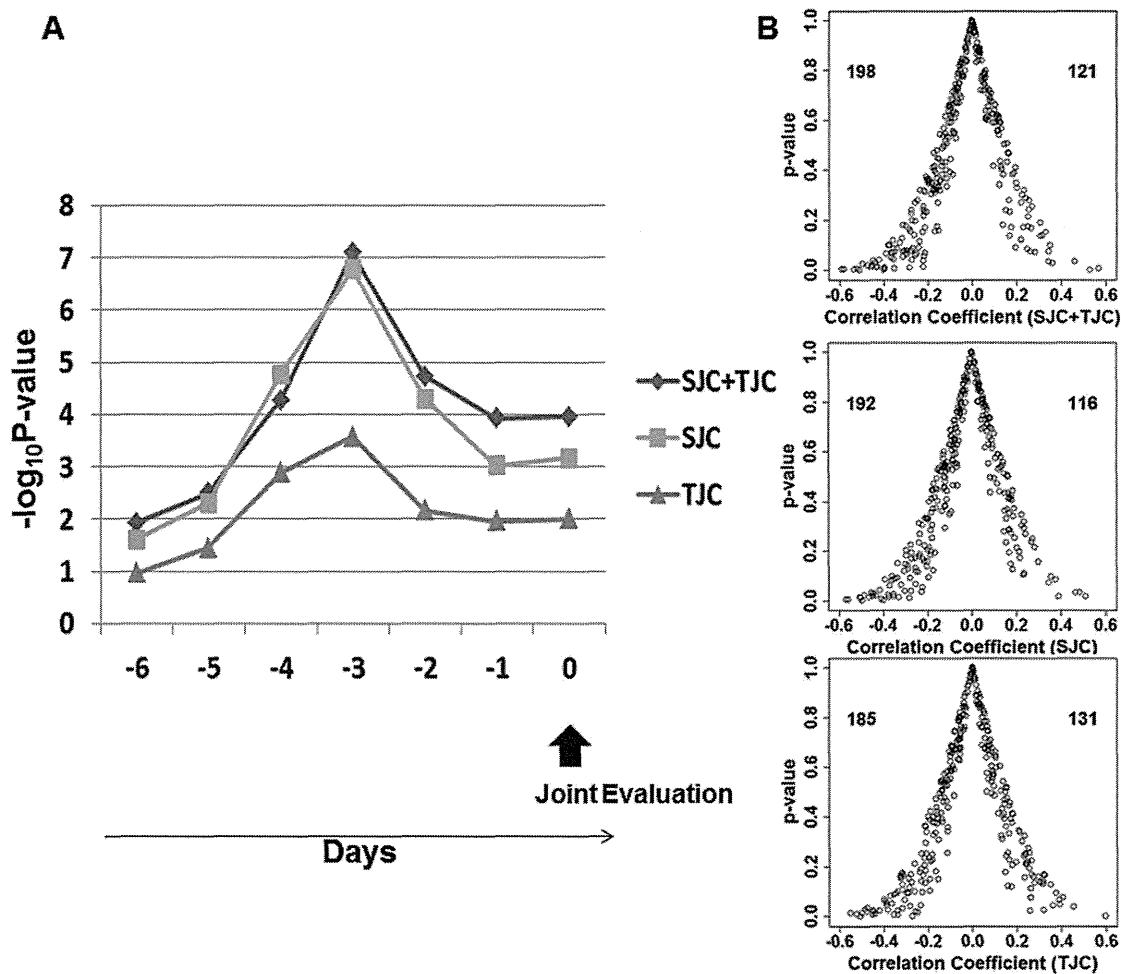 A
8
7
6
5
4
3
2
1
0
-log10P-value
-6 -5 -4 -3 -2 -1 0
SJC+TJC
SJC
TJC
Joint Evaluation
Days
B
1.0
0.8
0.6
0.4
0.2
0.0
p-value
198
121
-0.6 -0.4 -0.2 0.0 0.2 0.4 0.6
Correlation Coefficient (SJC+TJC)
1.0
0.8
0.6
0.4
0.2
0.0
p-value
192
116
-0.6 -0.4 -0.2 0.0 0.2 0.4 0.6
Correlation Coefficient (SJC)
1.0
0.8
0.6
0.4
0.2
0.0
p-value
185
131
-0.6 -0.4 -0.2 0.0 0.2 0.4 0.6
Correlation Coefficient (TJC)